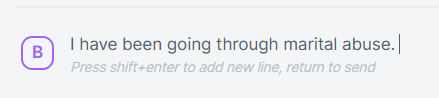 B
I have been going through marital abuse.
Press shift+enter to add new line, return to send